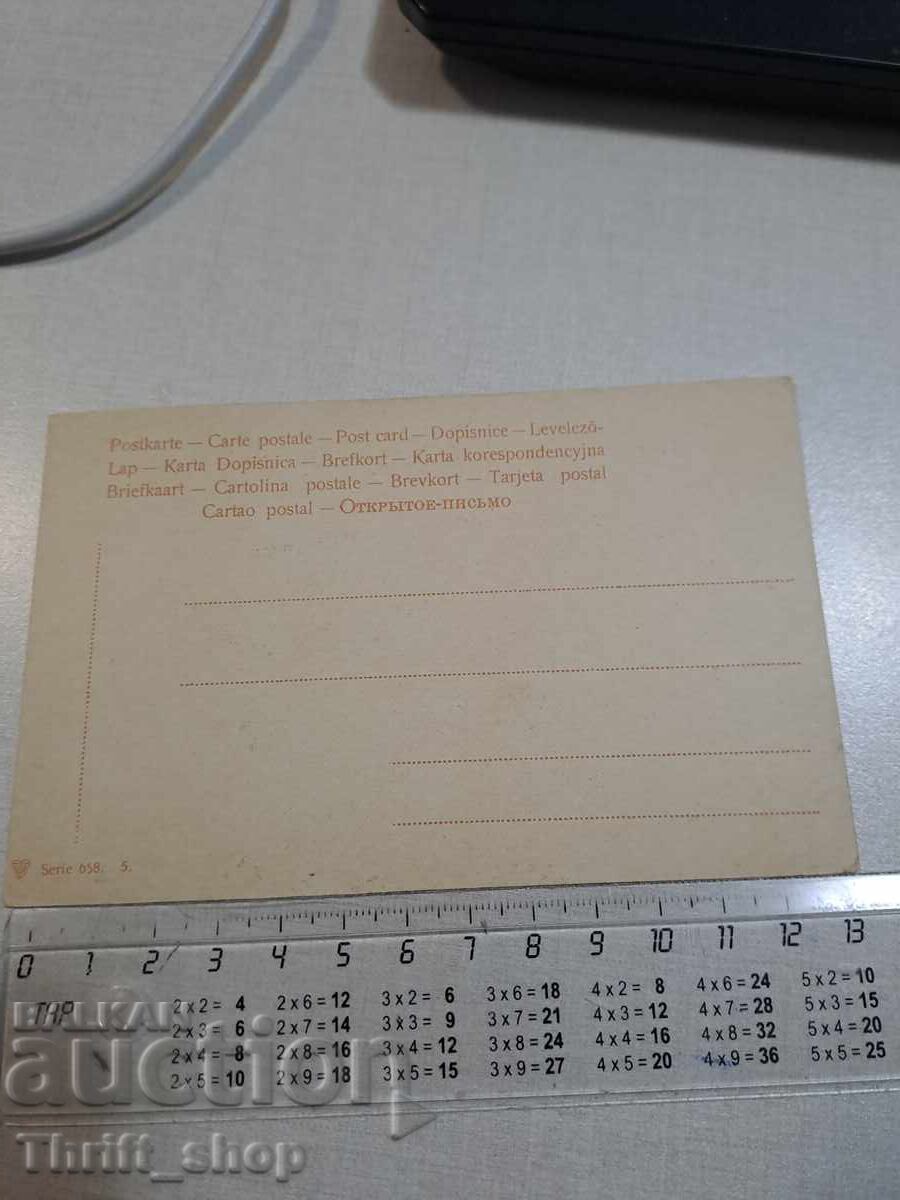 Postkarte — Carte postale — Post card — Dopisnice — Levelező-
Lap — Karta Dopisnica — Brefkort — Karta korespondencyjna
Briefkaart — Cartolina postale — Brevkort — Tarjeta postal
Cartao postal — Открытое-письмо
Serie 658. 5.
0 1 2 3 4 5 6 7 8 9 10 11 12 13
ТАР
2 x 2 = 4 2 x 6 = 12 3 x 2 = 6 3 x 6 = 18 4 x 2 = 8 4 x 6 = 24 5 x 2 = 10
2 x 3 = 6 2 x 7 = 14 3 x 3 = 9 3 x 7 = 21 4 x 3 = 12 4 x 7 = 28 5 x 3 = 15
2 x 4 = 8 2 x 8 = 16 3 x 4 = 12 3 x 8 = 24 4 x 4 = 16 4 x 8 = 32 5 x 4 = 20
2 x 5 = 10 2 x 9 = 18 3 x 5 = 15 3 x 9 = 27 4 x 5 = 20 4 x 9 = 36 5 x 5 = 25
BALKAN
auction
Thrift_shop